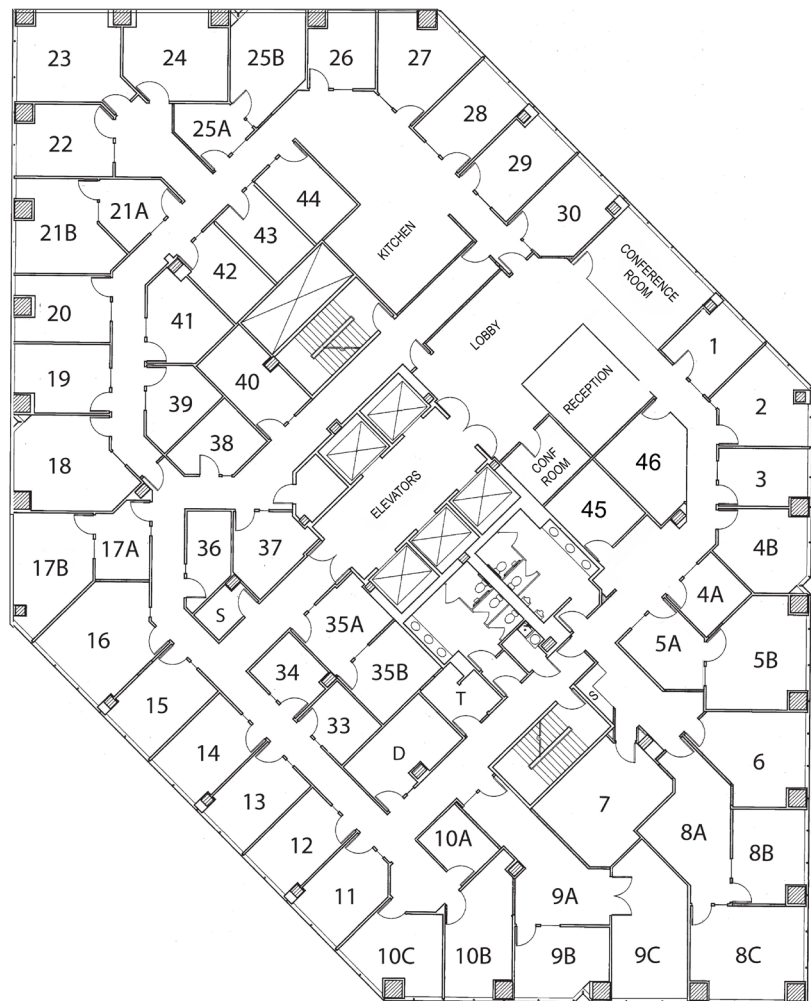 23
24
25B
26
27
28
22
25A
29
44
21A
30
21B
43
KITCHEN
CONFERENCE
ROOM
42
20
41
LOBBY
1
19
40
RECEPTION
2
39
38
46
18
CONF
ROOM
3
ELEVATORS
45
36
37
17A
4B
17B
4A
S
35A
16
5A
5B
34
35B
T
S
15
33
14
D
6
13
7
12
10A
8A
8B
11
9A
10C
10B
9B
9C
8C